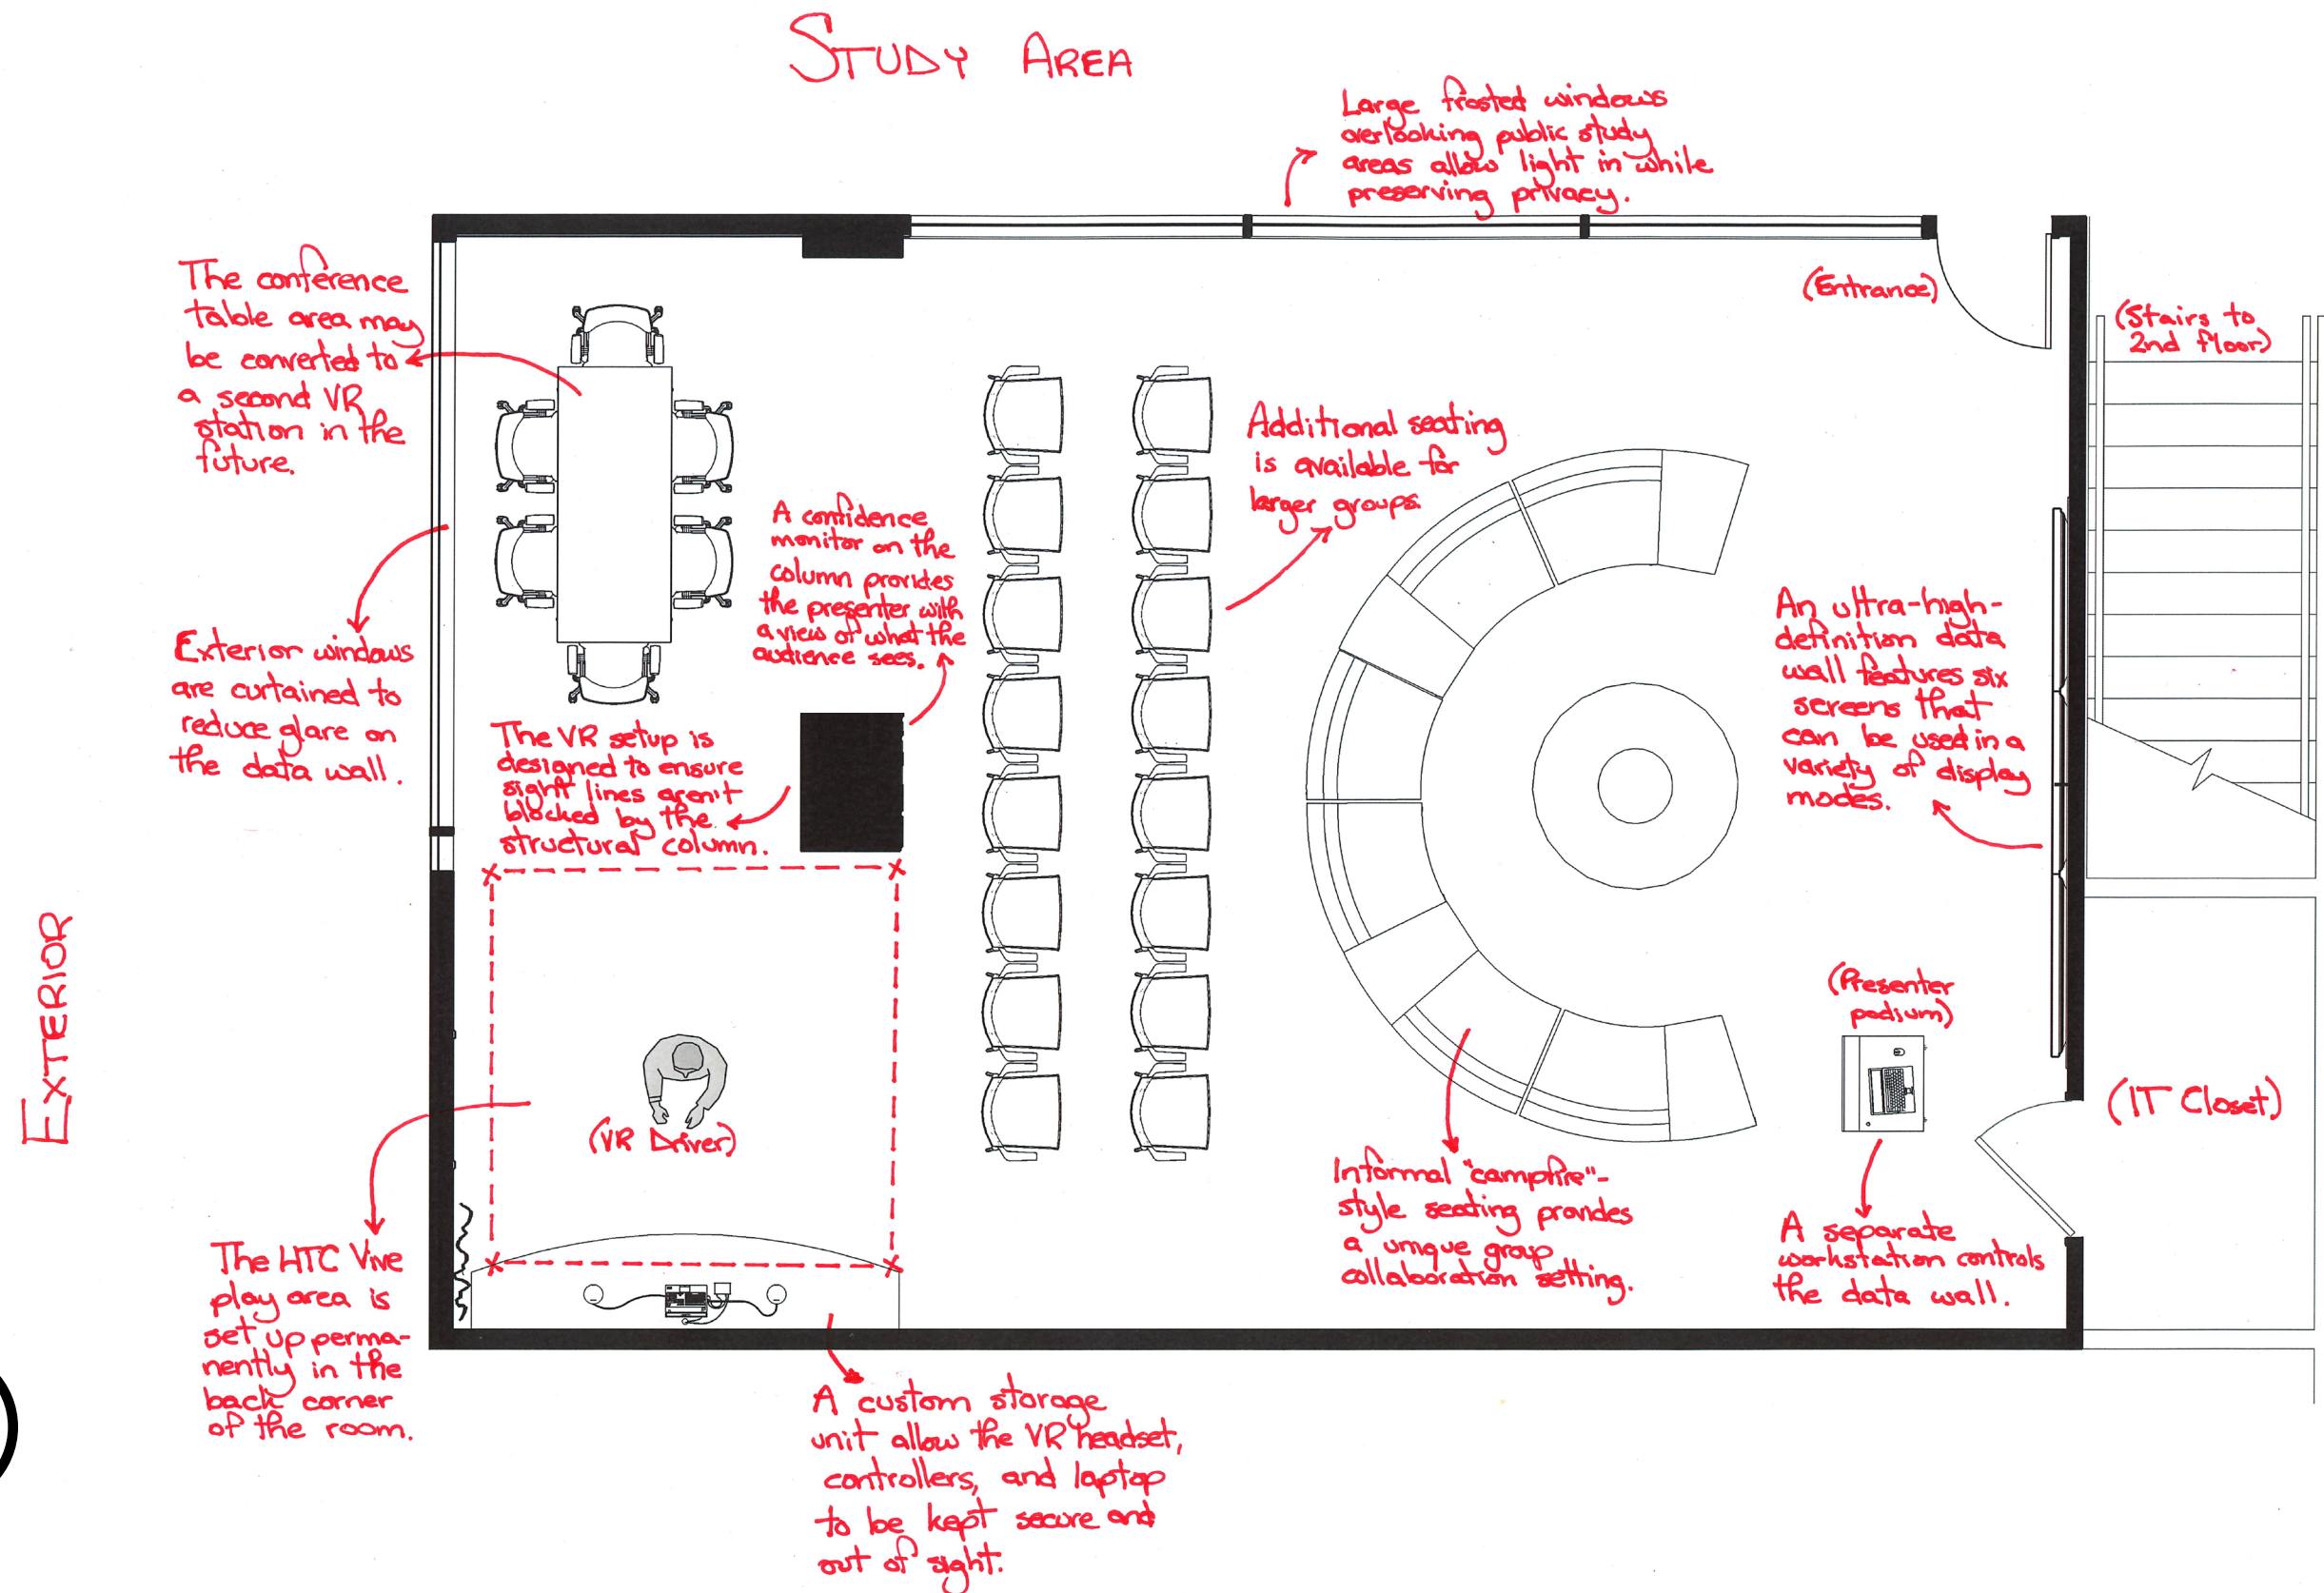 STUDY AREA
Large frosted windows
overlooking public study
areas allow light in while
preserving privacy.
(Entrance)
(Stairs to
2nd floor)
The conference
table area may
be converted to
a second VR
station in the
future.
Additional seating
is available for
larger groups.
A confidence
monitor on the
column provides
the presenter with
a view of what the
audience sees.
Exterior windows
are curtained to
reduce glare on
the data wall.
The VR setup is
designed to ensure
sight lines aren't
blocked by the
structural column.
An ultra-high-
definition data
wall features six
screens that
can be used in a
variety of display
modes.
EXTERIOR
(Presenter
podium)
(IT Closet)
(VR Driver)
Informal "campfire"-
style seating provides
a unique group
collaboration setting.
A separate
workstation controls
the data wall.
The HTC Vive
play area is
set up perma-
nently in the
back corner
of the room.
A custom storage
unit allow the VR headset,
controllers, and laptop
to be kept secure and
out of sight.